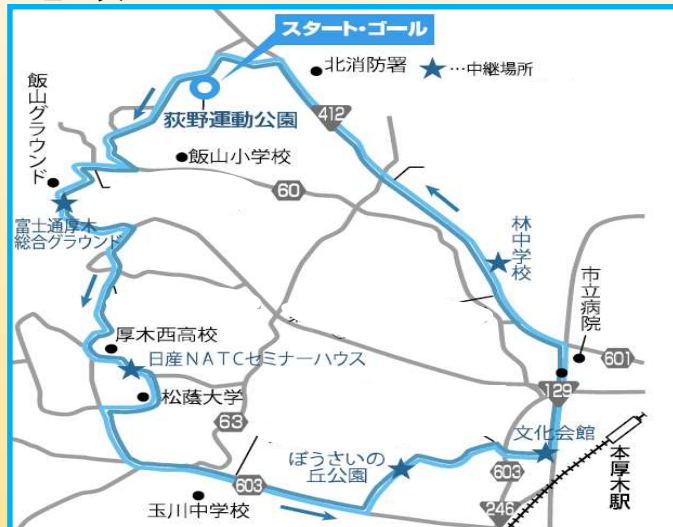 スタート・ゴール
北消防署
★…中継場所
飯山グラウンド
荻野運動公園
412
飯山小学校
60
富士通厚木
総合グラウンド
林中学校
市立病院
厚木西高校
日産NATCセミナーハウス
601
129
松蔭大学
63
文化会館
ぼうさいの
丘公園
603
603
本厚木駅
玉川中学校
246